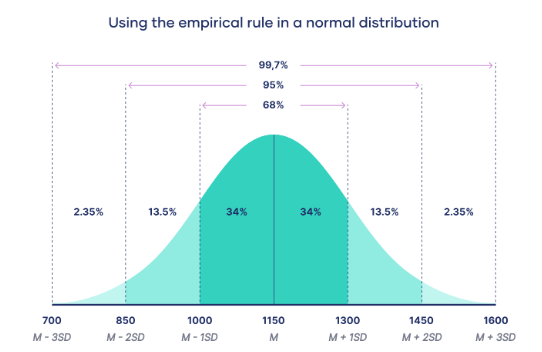 Using the empirical rule in a normal distribution
99,7%
95%
68%
2.35% 13.5% 34% 34% 13.5% 2.35%
700 850 1000 1150 1300 1450 1600
M - 3SD M - 2SD M - 1SD M M + 1SD M + 2SD M + 3SD